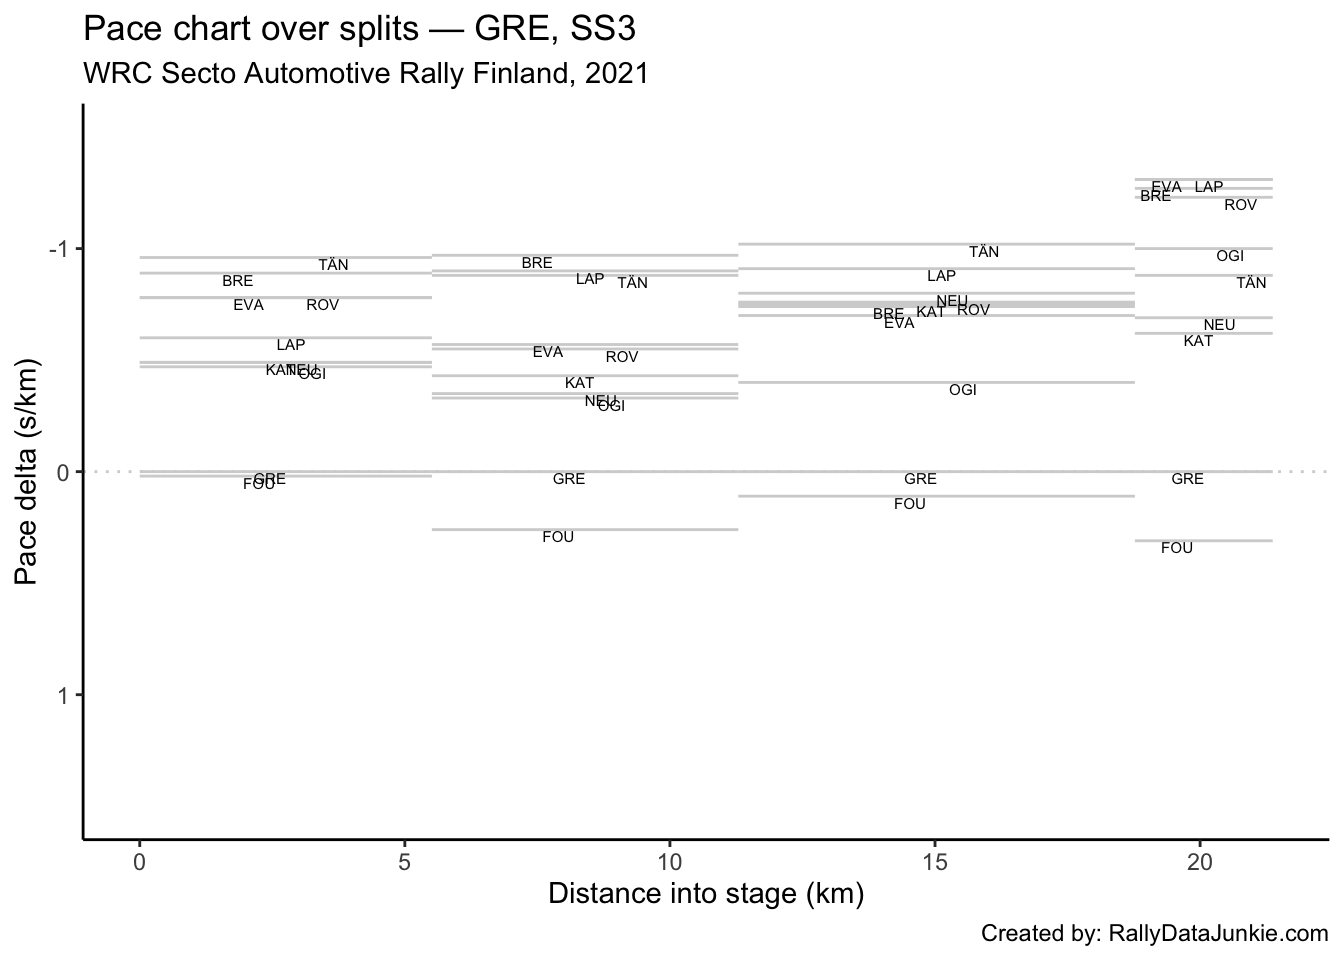 Pace chart over splits — GRE, SS3
WRC Secto Automotive Rally Finland, 2021
Pace delta (s/km)
-1
0
1
TÄN
BRE
EVA ROV
LAP
KAT NEU
OGI
GRE
FOU
BRE
LAP
TÄN
EVA
ROV
KAT
NEU
OGI
GRE
FOU
TÄN
LAP
NEU
BRE KAT ROV
EVA
OGI
GRE
FOU
EVA LAP
BRE
ROV
OGI
TÄN
NEU
KAT
GRE
FOU
0 5 10 15 20
Distance into stage (km)
Created by: RallyDataJunkie.com